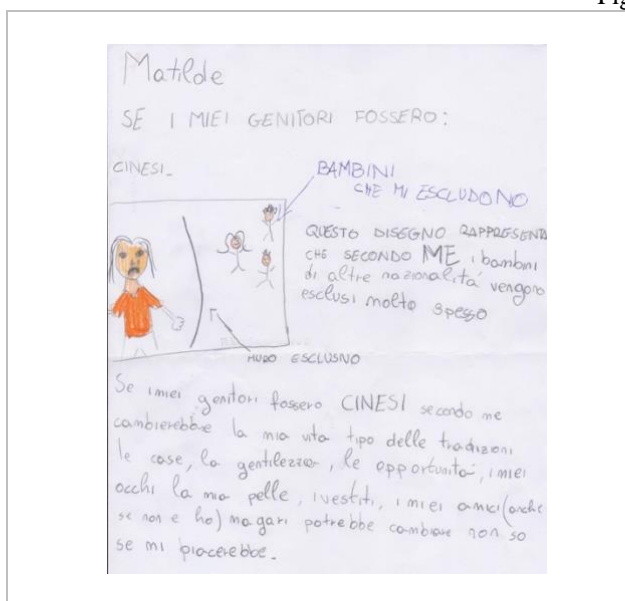 Fig
Matilde
SE I MIEI GENITORI FOSSERO:
CINESI_
BAMBINI
CHE MI ESCLUDONO
QUESTO DISEGNO RAPPRESENTA
CHE SECONDO ME i bambini
di altre nazionalità vengono
esclusi molto spesso
MURO ESCLUSNO
Se i miei genitori fossero CINESI secondo me
cambierebbe la mia vita tipo delle tradizioni
le case, la gentilezza, le opportunità, i miei
occhi la mia pelle, i vestiti, i miei amici (anche
se non e ho) magari potrebbe cambiare non so
se mi piacerebbe.